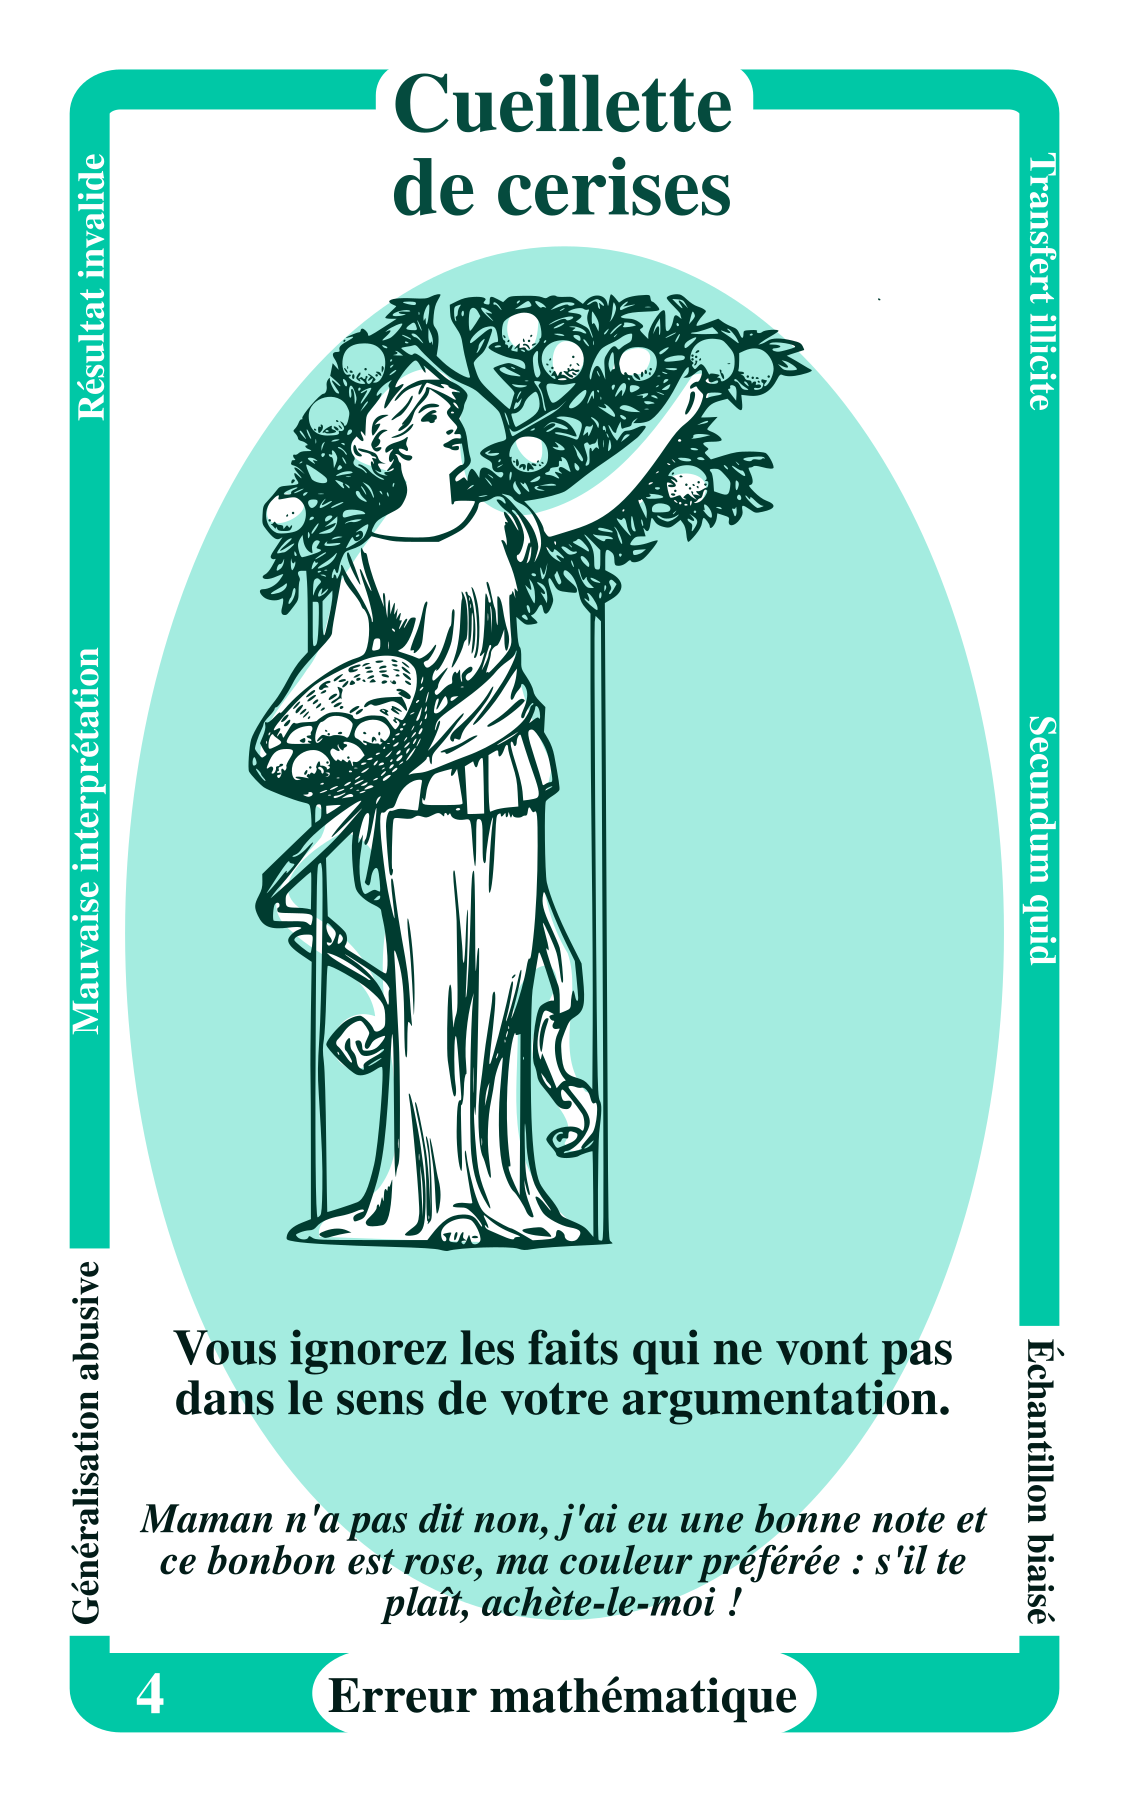 Cueillette
de cerises
Résultat invalide
Mauvaise interprétation
Généralisation abusive
Transfert illicite
Secundum quid
Échantillon biaisé
Vous ignorez les faits qui ne vont pas
dans le sens de votre argumentation.
Maman n'a pas dit non, j'ai eu une bonne note et
ce bonbon est rose, ma couleur préférée : s'il te
plaît, achète-le-moi !
4
Erreur mathématique